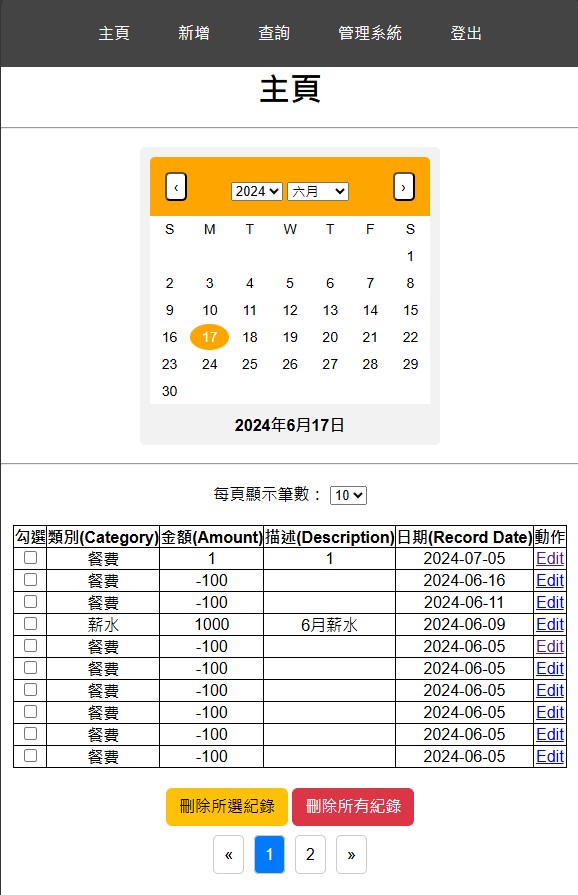 主頁 新增 查詢 管理系統 登出
主頁
‹ 2024 六月 ›
S M T W T F S
1
2 3 4 5 6 7 8
9 10 11 12 13 14 15
16 17 18 19 20 21 22
23 24 25 26 27 28 29
30
2024年6月17日
每頁顯示筆數： 10
勾選 類別(Category) 金額(Amount) 描述(Description) 日期(Record Date) 動作
餐費 1 1 2024-07-05 Edit
餐費 -100 2024-06-16 Edit
餐費 -100 2024-06-11 Edit
薪水 1000 6月薪水 2024-06-09 Edit
餐費 -100 2024-06-05 Edit
餐費 -100 2024-06-05 Edit
餐費 -100 2024-06-05 Edit
餐費 -100 2024-06-05 Edit
餐費 -100 2024-06-05 Edit
餐費 -100 2024-06-05 Edit
刪除所選紀錄 刪除所有紀錄
« 1 2 »